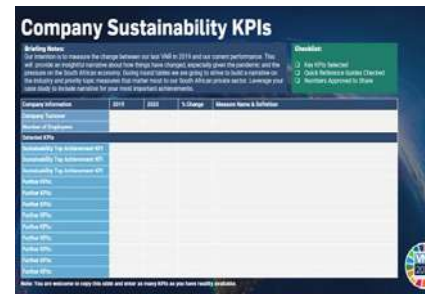 Company Sustainability KPIs
Briefing Notes:
Our intention is to measure the change between our last VNR in 2019 and our current performance. This
will provide an insightful narrative about how things have changed, especially given the pandemic and the
pressure on the South African economy. During round tables we are going to strive to build a narrative on
the industry and priority topic measures that matter most to our South African private sector. Leverage your
case study to include narrative for your most important achievements.
Checklist:
Key KPIs Selected
Quick Reference Guides Checked
Numbers Approved to Share
Company Information 2019 2023 % Change Measure Name & Definition
Company Turnover
Number of Employees
Selected KPIs
Sustainability Top Achievement KPI
Sustainability Top Achievement KPI
Sustainability Top Achievement KPI
Further KPIs
Further KPIs
Further KPIs
Further KPIs
Further KPIs
Further KPIs
Further KPIs
Further KPIs
Further KPIs
Note: You are welcome to copy this slide and enter as many KPIs as you have readily available.